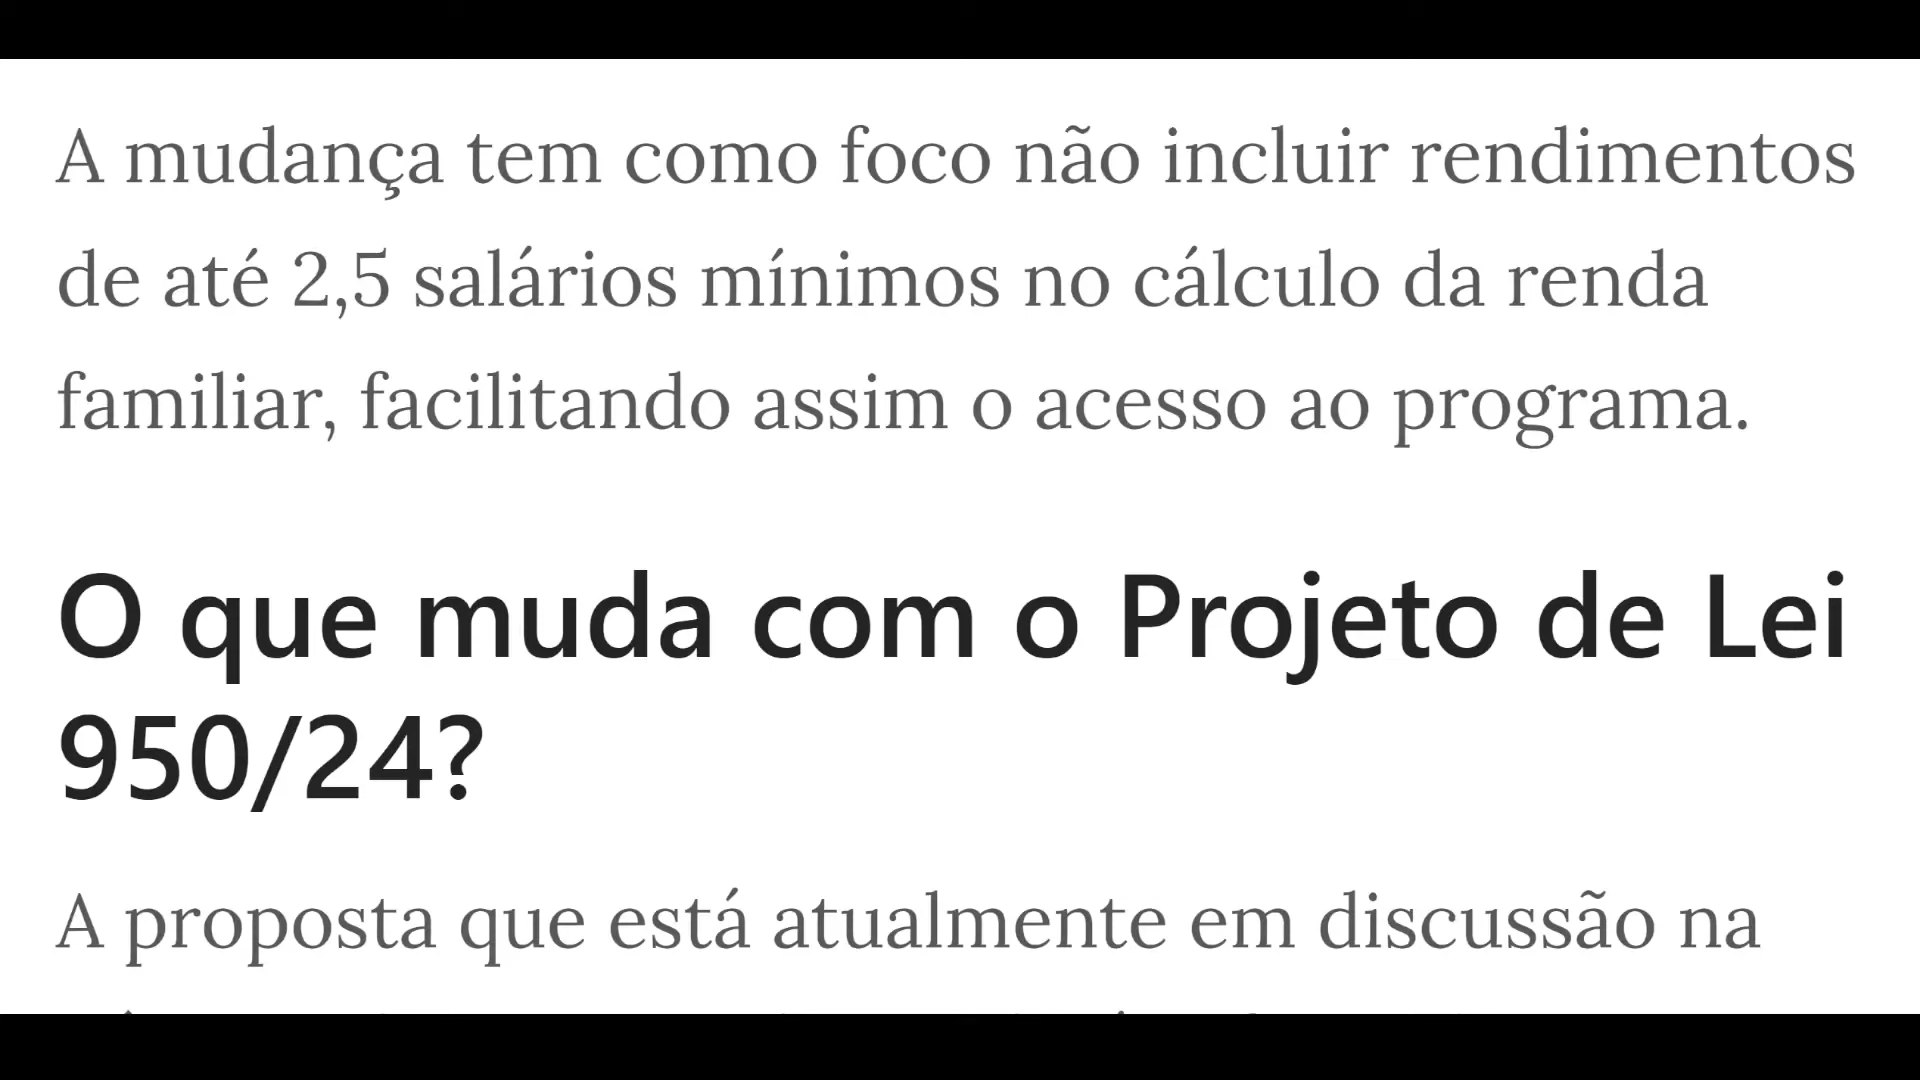 A mudança tem como foco não incluir rendimentos
de até 2,5 salários mínimos no cálculo da renda
familiar, facilitando assim o acesso ao programa.
O que muda com o Projeto de Lei
950/24?
A proposta que está atualmente em discussão na